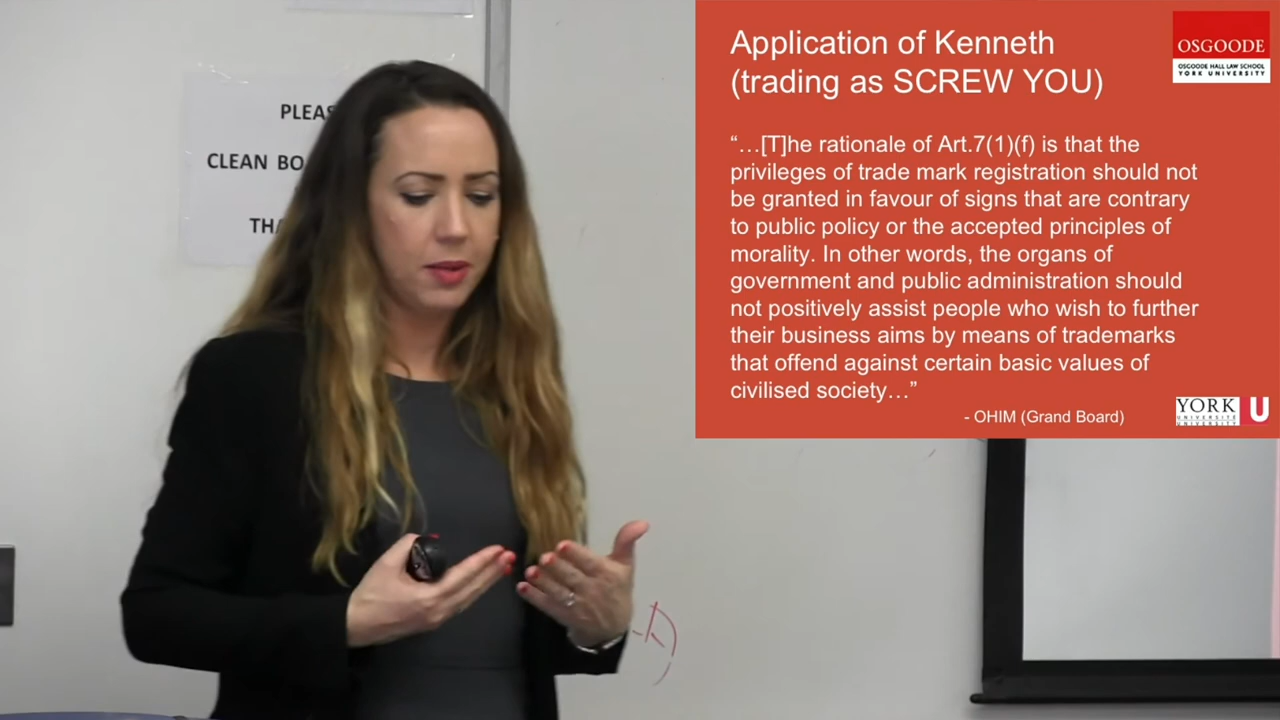 PLEAS
CLEAN BO
THA
Application of Kenneth
(trading as SCREW YOU)
OSGOODE
OSGOODE HALL LAW SCHOOL
YORK UNIVERSITY
“…[T]he rationale of Art.7(1)(f) is that the
privileges of trade mark registration should not
be granted in favour of signs that are contrary
to public policy or the accepted principles of
morality. In other words, the organs of
government and public administration should
not positively assist people who wish to further
their business aims by means of trademarks
that offend against certain basic values of
civilised society…”
- OHIM (Grand Board)
YORK U
UNIVERSITÉ
UNIVERSITY